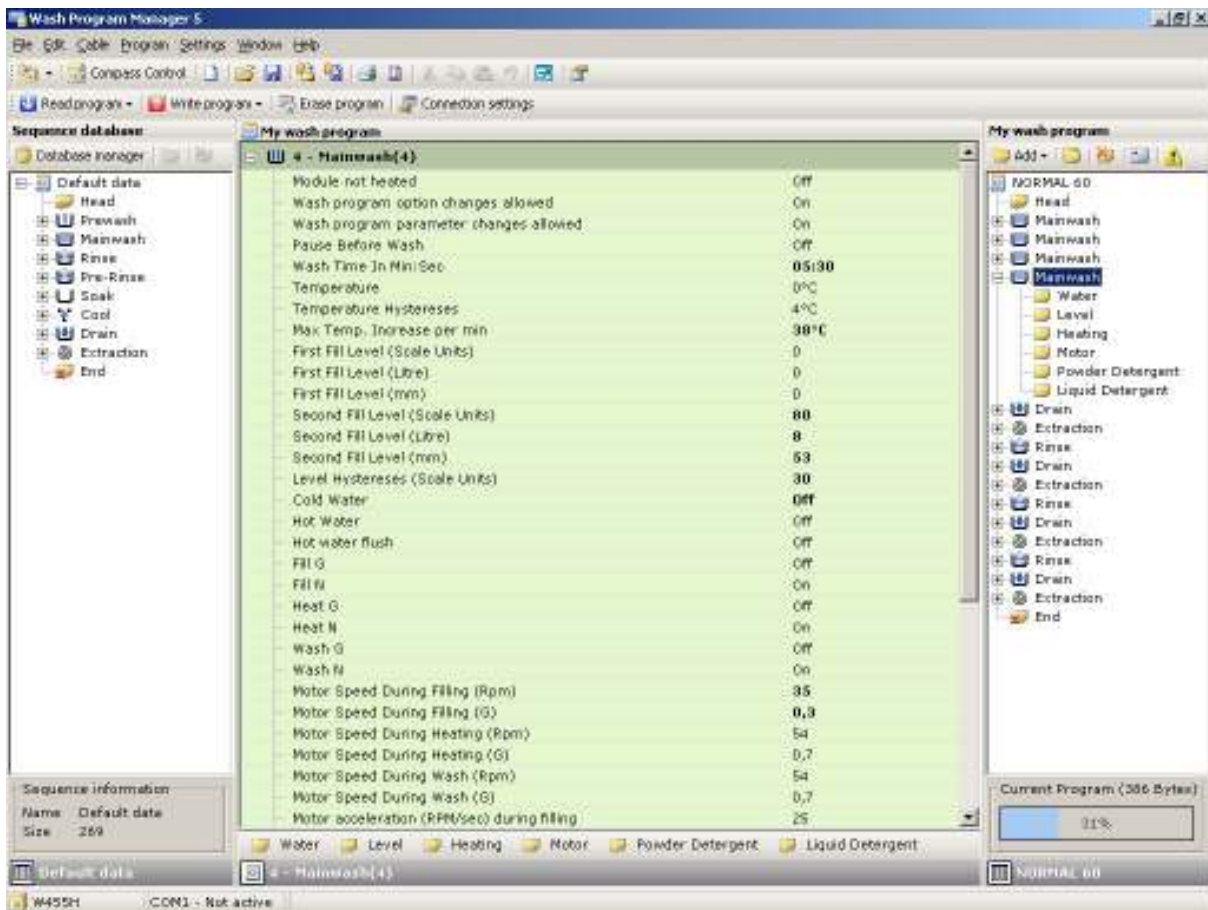 Wash Program Manager 5
File Edit Cable Program Settings Window Help
Compass Control
Read program Write program Erase program Connection settings
Sequence database
Database manager
Default data
Head
Prewash
Mainwash
Rinse
Pre-Rinse
Soak
Cool
Drain
Extraction
End
Sequence information
Name Default data
Size 269
Default data
My wash program
4 - Mainwash(4)
Module not heated Off
Wash program option changes allowed On
Wash program parameter changes allowed On
Pause Before Wash Off
Wash Time In Min:Sec 05:30
Temperature 0°C
Temperature Hystereses 4°C
Max Temp. Increase per min 30°C
First Fill Level (Scale Units) 0
First Fill Level (Litre) 0
First Fill Level (mm) 0
Second Fill Level (Scale Units) 80
Second Fill Level (Litre) 8
Second Fill Level (mm) 53
Level Hystereses (Scale Units) 30
Cold Water Off
Hot Water Off
Hot water flush Off
Fill G Off
Fill N On
Heat G Off
Heat N On
Wash G Off
Wash N On
Motor Speed During Filling (Rpm) 35
Motor Speed During Filling (G) 0,3
Motor Speed During Heating (Rpm) 54
Motor Speed During Heating (G) 0,7
Motor Speed During Wash (Rpm) 54
Motor Speed During Wash (G) 0,7
Motor acceleration (RPM/sec) during filling 25
Water Level Heating Motor Powder Detergent Liquid Detergent
4 - Mainwash(4)
My wash program
Add
NORMAL 60
Head
Mainwash
Mainwash
Mainwash
Mainwash
Water
Level
Heating
Motor
Powder Detergent
Liquid Detergent
Drain
Extraction
Rinse
Drain
Extraction
Rinse
Drain
Extraction
Rinse
Drain
Extraction
End
Current Program (386 Bytes)
31%
NORMAL 60
W455H COM1 - Not active